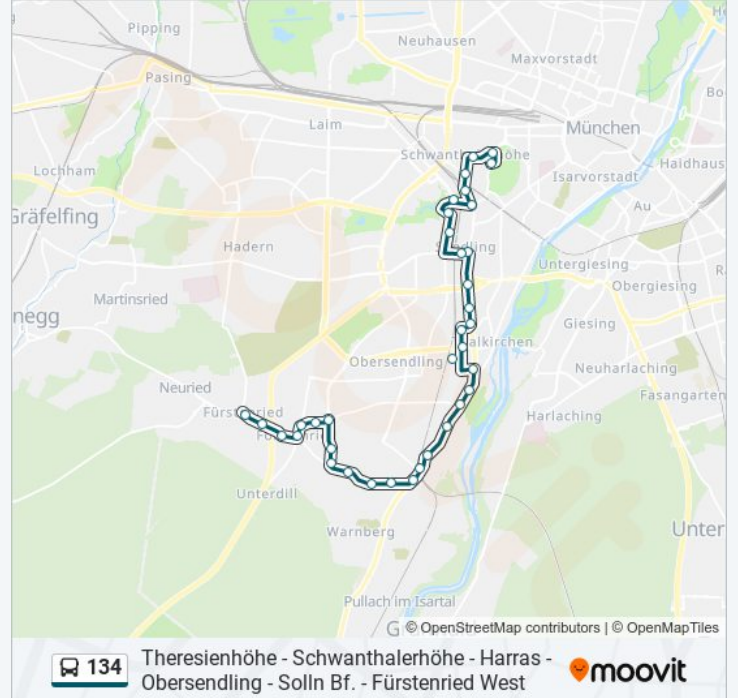 Pipping
Neuhausen
Maxvorstadt
Pasing
Laim
München
Lochham
Isarvorstadt
Haidhaus
Au
Gräfelfing
Hadern
Untergiesing
Obergiesing
Martinsried
negg
Giesing
Obersendling
Neuharlaching
Neuried
Fasangarten
Harlaching
Unterdill
Unter
Warnberg
Pullach im Isartal
© OpenStreetMap contributors | © OpenMapTiles
134
Theresienhöhe - Schwanthalerhöhe - Harras -
Obersendling - Solln Bf. - Fürstenried West
moovit